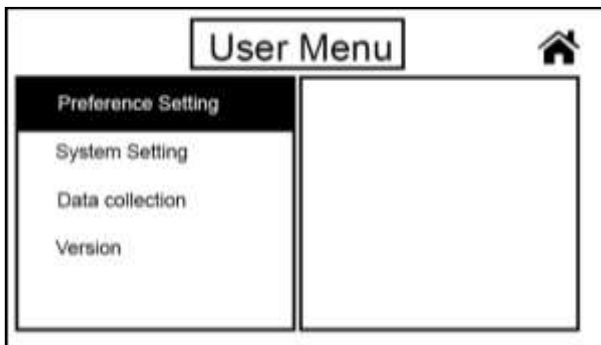 User Menu
Preference Setting
System Setting
Data collection
Version